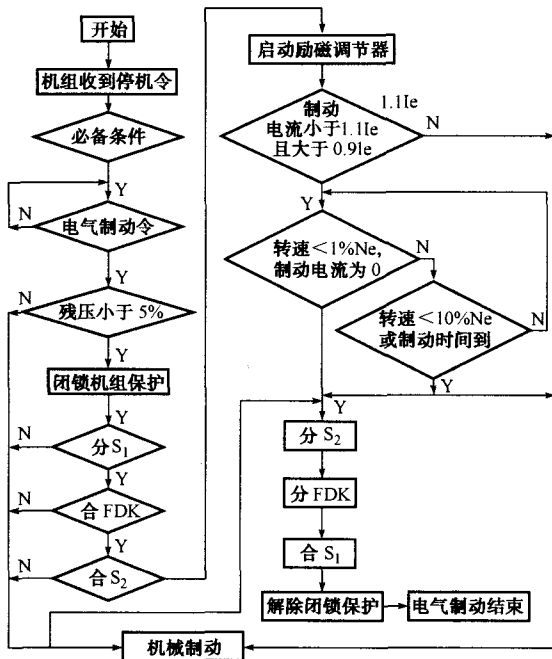 开始
机组收到停机令
必备条件
Y
电气制动令
N
Y
残压小于 5%
N
Y
闭锁机组保护
Y
分S₁
N
Y
合 FDK
N
Y
合 S₂
N
机械制动
启动励磁调节器
1.1Ie
制动
电流小于1.1Ie
且大于 0.9Ie
N
Y
转速<1%Ne,
制动电流为 0
N
转速<10%Ne
或制动时间到
Y
Y
分 S₂
分 FDK
合 S₁
解除闭锁保护
电气制动结束